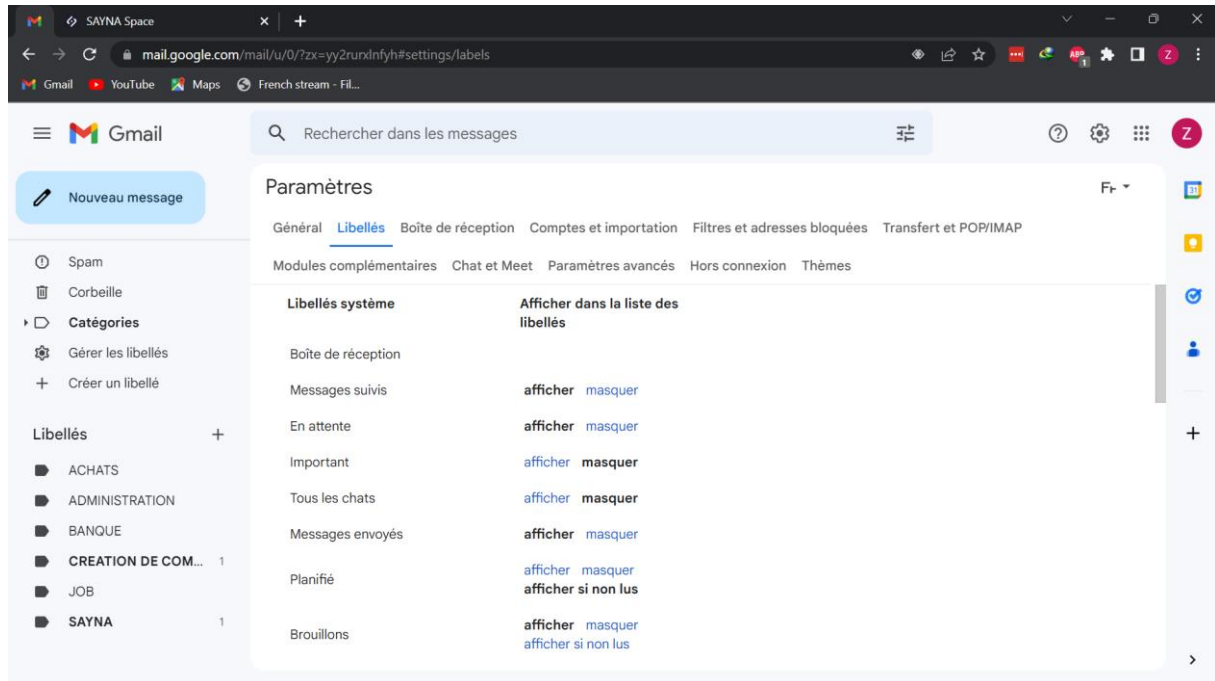 SAYNA Space
mail.google.com/mail/u/0/?zx=yy2rurxlnfyh#settings/labels
ABP
1
Z
Gmail YouTube Maps French stream - Fil...
Gmail
Rechercher dans les messages
Z
Nouveau message
Spam
Corbeille
Catégories
Gérer les libellés
Créer un libellé
Libellés
ACHATS
ADMINISTRATION
BANQUE
CREATION DE COM... 1
JOB
SAYNA 1
Paramètres
Général Libellés Boîte de réception Comptes et importation Filtres et adresses bloquées Transfert et POP/IMAP
Modules complémentaires Chat et Meet Paramètres avancés Hors connexion Thèmes
Libellés système Afficher dans la liste des
libellés
Boîte de réception
Messages suivis afficher masquer
En attente afficher masquer
Important afficher masquer
Tous les chats afficher masquer
Messages envoyés afficher masquer
Planifié afficher masquer
afficher si non lus
Brouillons afficher masquer
afficher si non lus
31